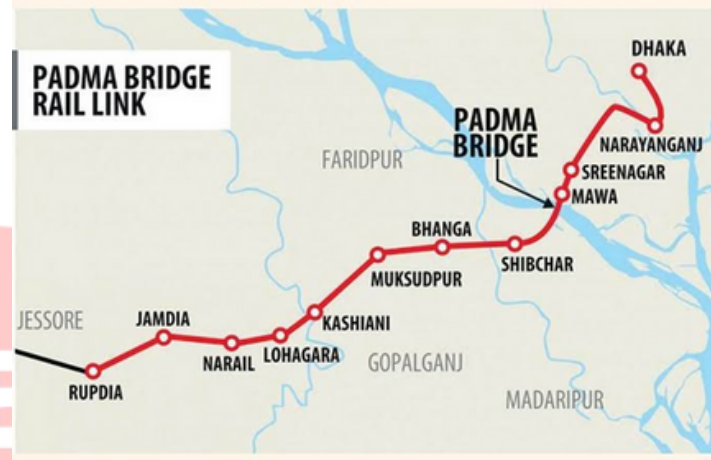 PADMA BRIDGE
RAIL LINK
DHAKA
PADMA
BRIDGE
NARAYANGANJ
FARIDPUR
SREENAGAR
MAWA
BHANGA
SHIBCHAR
MUKSUDPUR
JESSORE
JAMDIA
KASHIANI
NARAIL
LOHAGARA
GOPALGANJ
RUPDIA
MADARIPUR